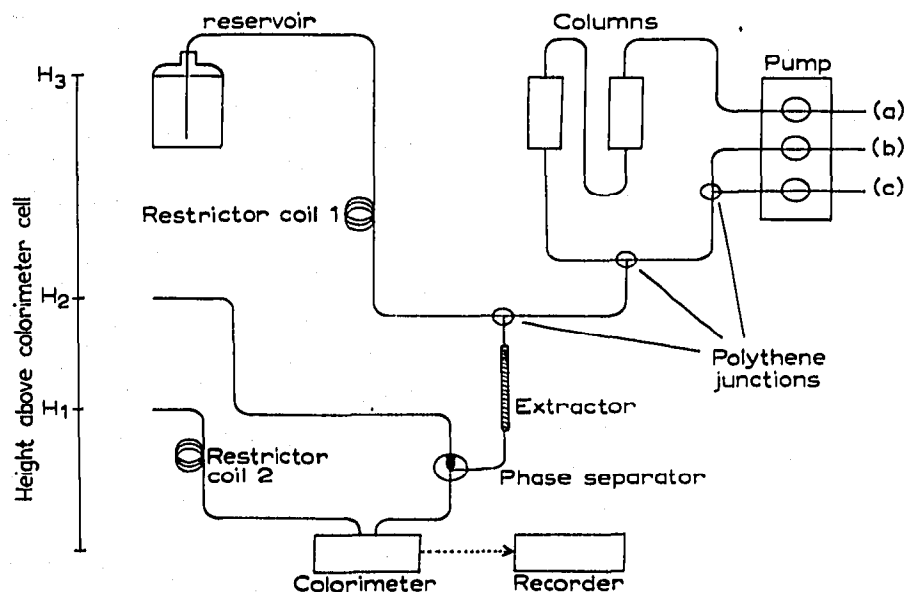 reservoir
Columns
Pump
H3
(a)
(b)
(c)
Restrictor coil 1
H2
Polythene
junctions
H1
Extractor
Restrictor
coil 2
Phase separator
Height above colorimeter cell
Colorimeter
Recorder